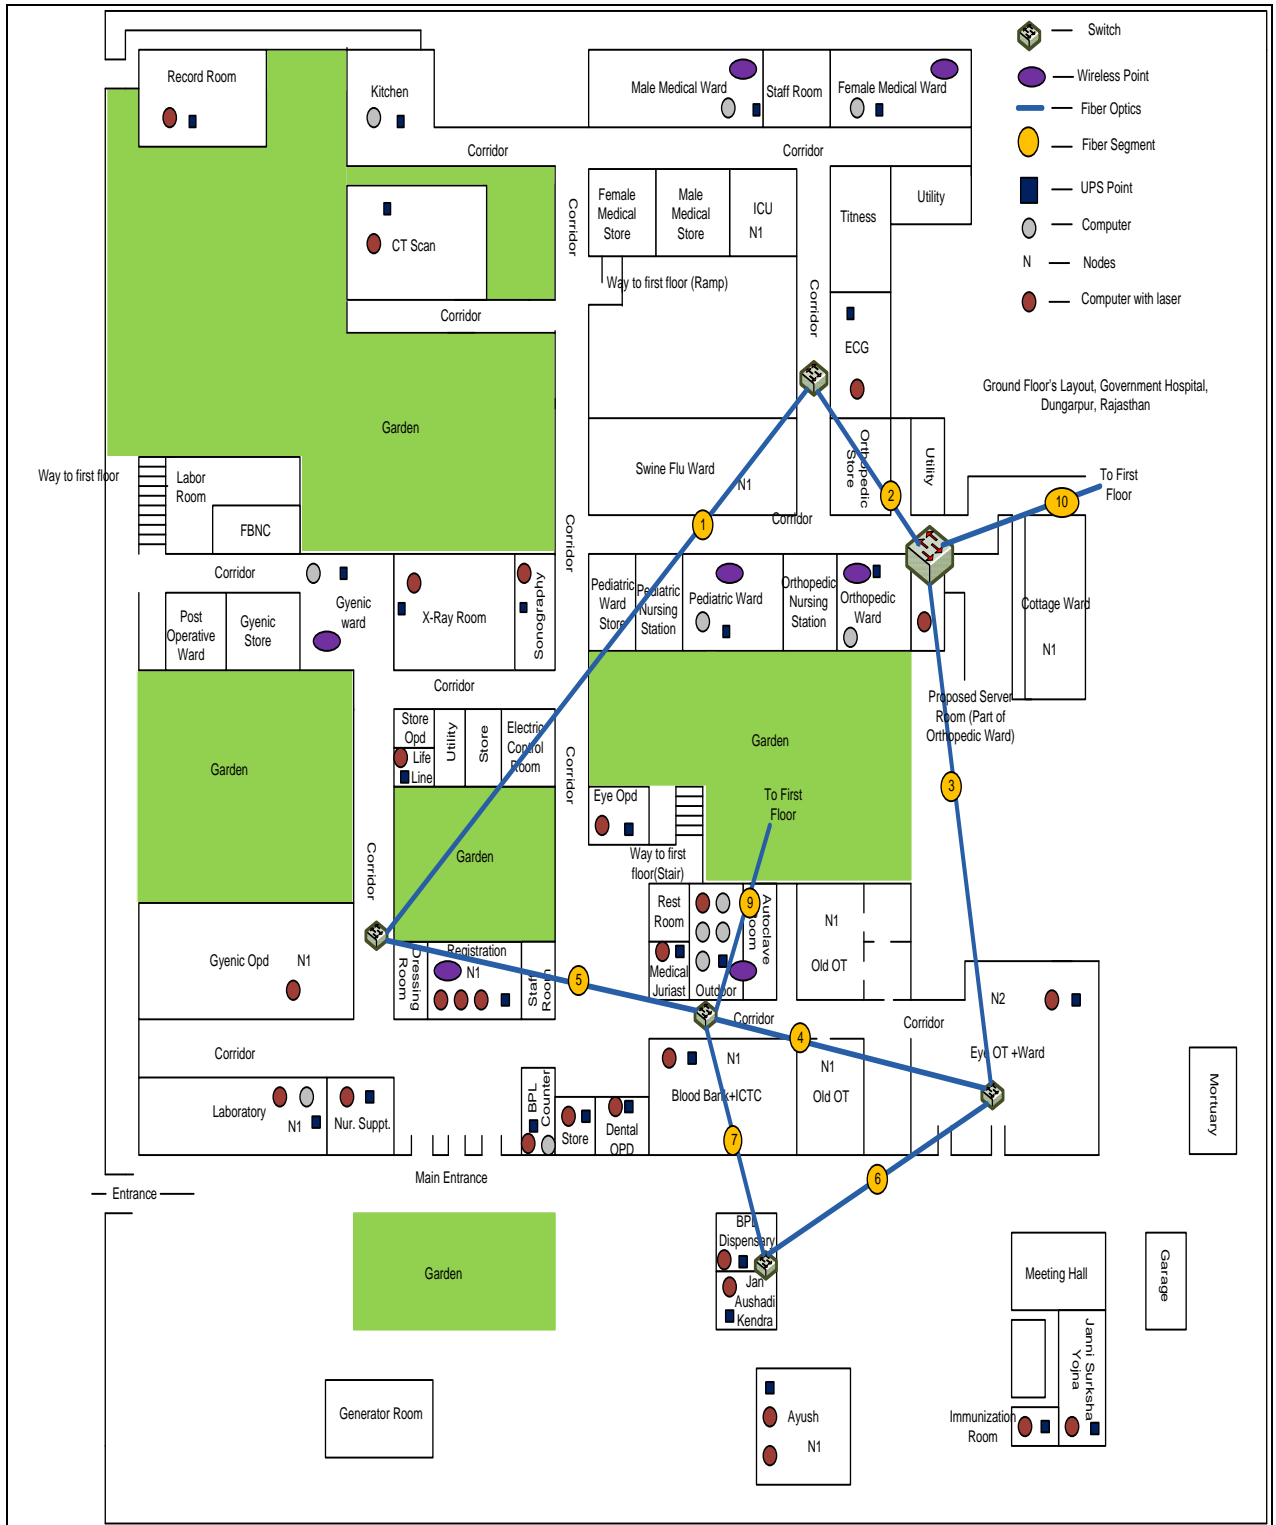 Switch
Wireless Point
Fiber Optics
Fiber Segment
UPS Point
Computer
N
Nodes
Computer with laser
Ground Floor's Layout, Government Hospital,
Dungarpur, Rajasthan
Record Room
Kitchen
Male Medical Ward
Staff Room
Female Medical Ward
Corridor
Corridor
CT Scan
Corridor
Female
Medical
Store
Male
Medical
Store
ICU
N1
Titness
Utility
Way to first floor (Ramp)
Corridor
Corridor
ECG
Garden
Swine Flu Ward
N1
Orthopedic
Store
Utility
2
To First
Floor
10
Way to first floor
Labor
Room
FBNC
1
Corridor
Corridor
Corridor
Gyenic
ward
X-Ray Room
Sonography
Post
Operative
Ward
Gyenic
Store
Pediatric
Ward
Store
Pediatric
Nursing
Station
Pediatric Ward
Orthopedic
Nursing
Station
Orthopedic
Ward
Cottage Ward
N1
Corridor
Proposed Server
Room (Part of
Orthopedic Ward)
Store
Opd
Life
Line
Utility
Store
Electric
Control
Room
Corridor
Garden
Garden
3
Eye Opd
To First
Floor
Garden
Way to first
floor(Stair)
Corridor
Rest
Room
9
Autoclave
Room
N1
Old OT
Gyenic Opd
N1
Dressing
Room
Registration
N1
Staff
Room
5
Medical
Juriast
Outdoor
Corridor
Corridor
N2
4
Eye OT +Ward
Corridor
N1
Blood Bank+ICTC
N1
Old OT
Mortuary
Laboratory
N1
Nur. Suppt.
BPL
Counter
Store
Dental
OPD
7
6
Main Entrance
Entrance
Garden
BPL
Dispensary
Jan
Aushadi
Kendra
Meeting Hall
Garage
Janni Surksha
Yojna
Generator Room
Ayush
N1
Immunization
Room